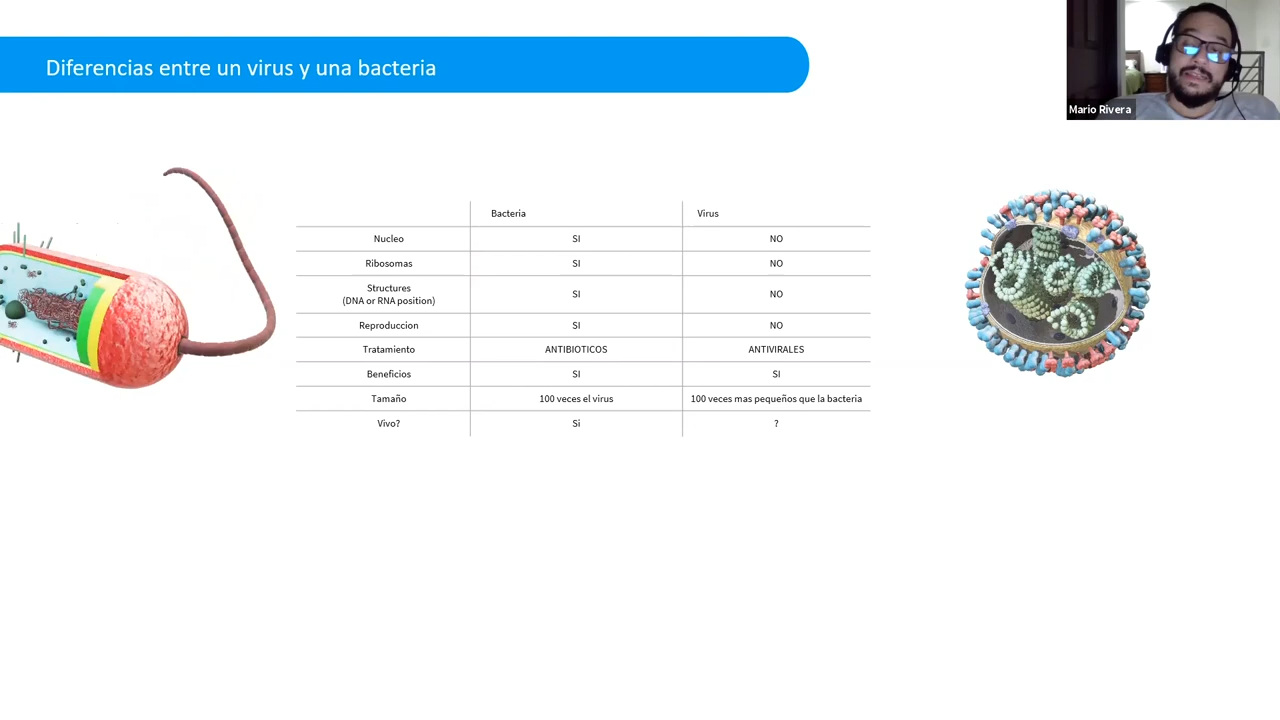 Diferencias entre un virus y una bacteria
Mario Rivera
Bacteria Virus
Nucleo SI NO
Ribosomas SI NO
Structures
(DNA or RNA position) SI NO
Reproduccion SI NO
Tratamiento ANTIBIOTICOS ANTIVIRALES
Beneficios SI SI
Tamaño 100 veces el virus 100 veces mas pequeños que la bacteria
Vivo? Si ?